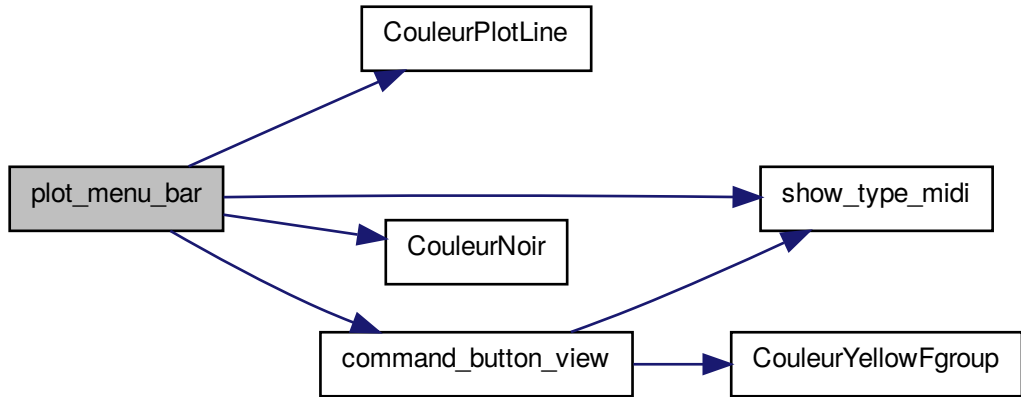 CouleurPlotLine
plot_menu_bar
show_type_midi
CouleurNoir
command_button_view
CouleurYellowFgroup